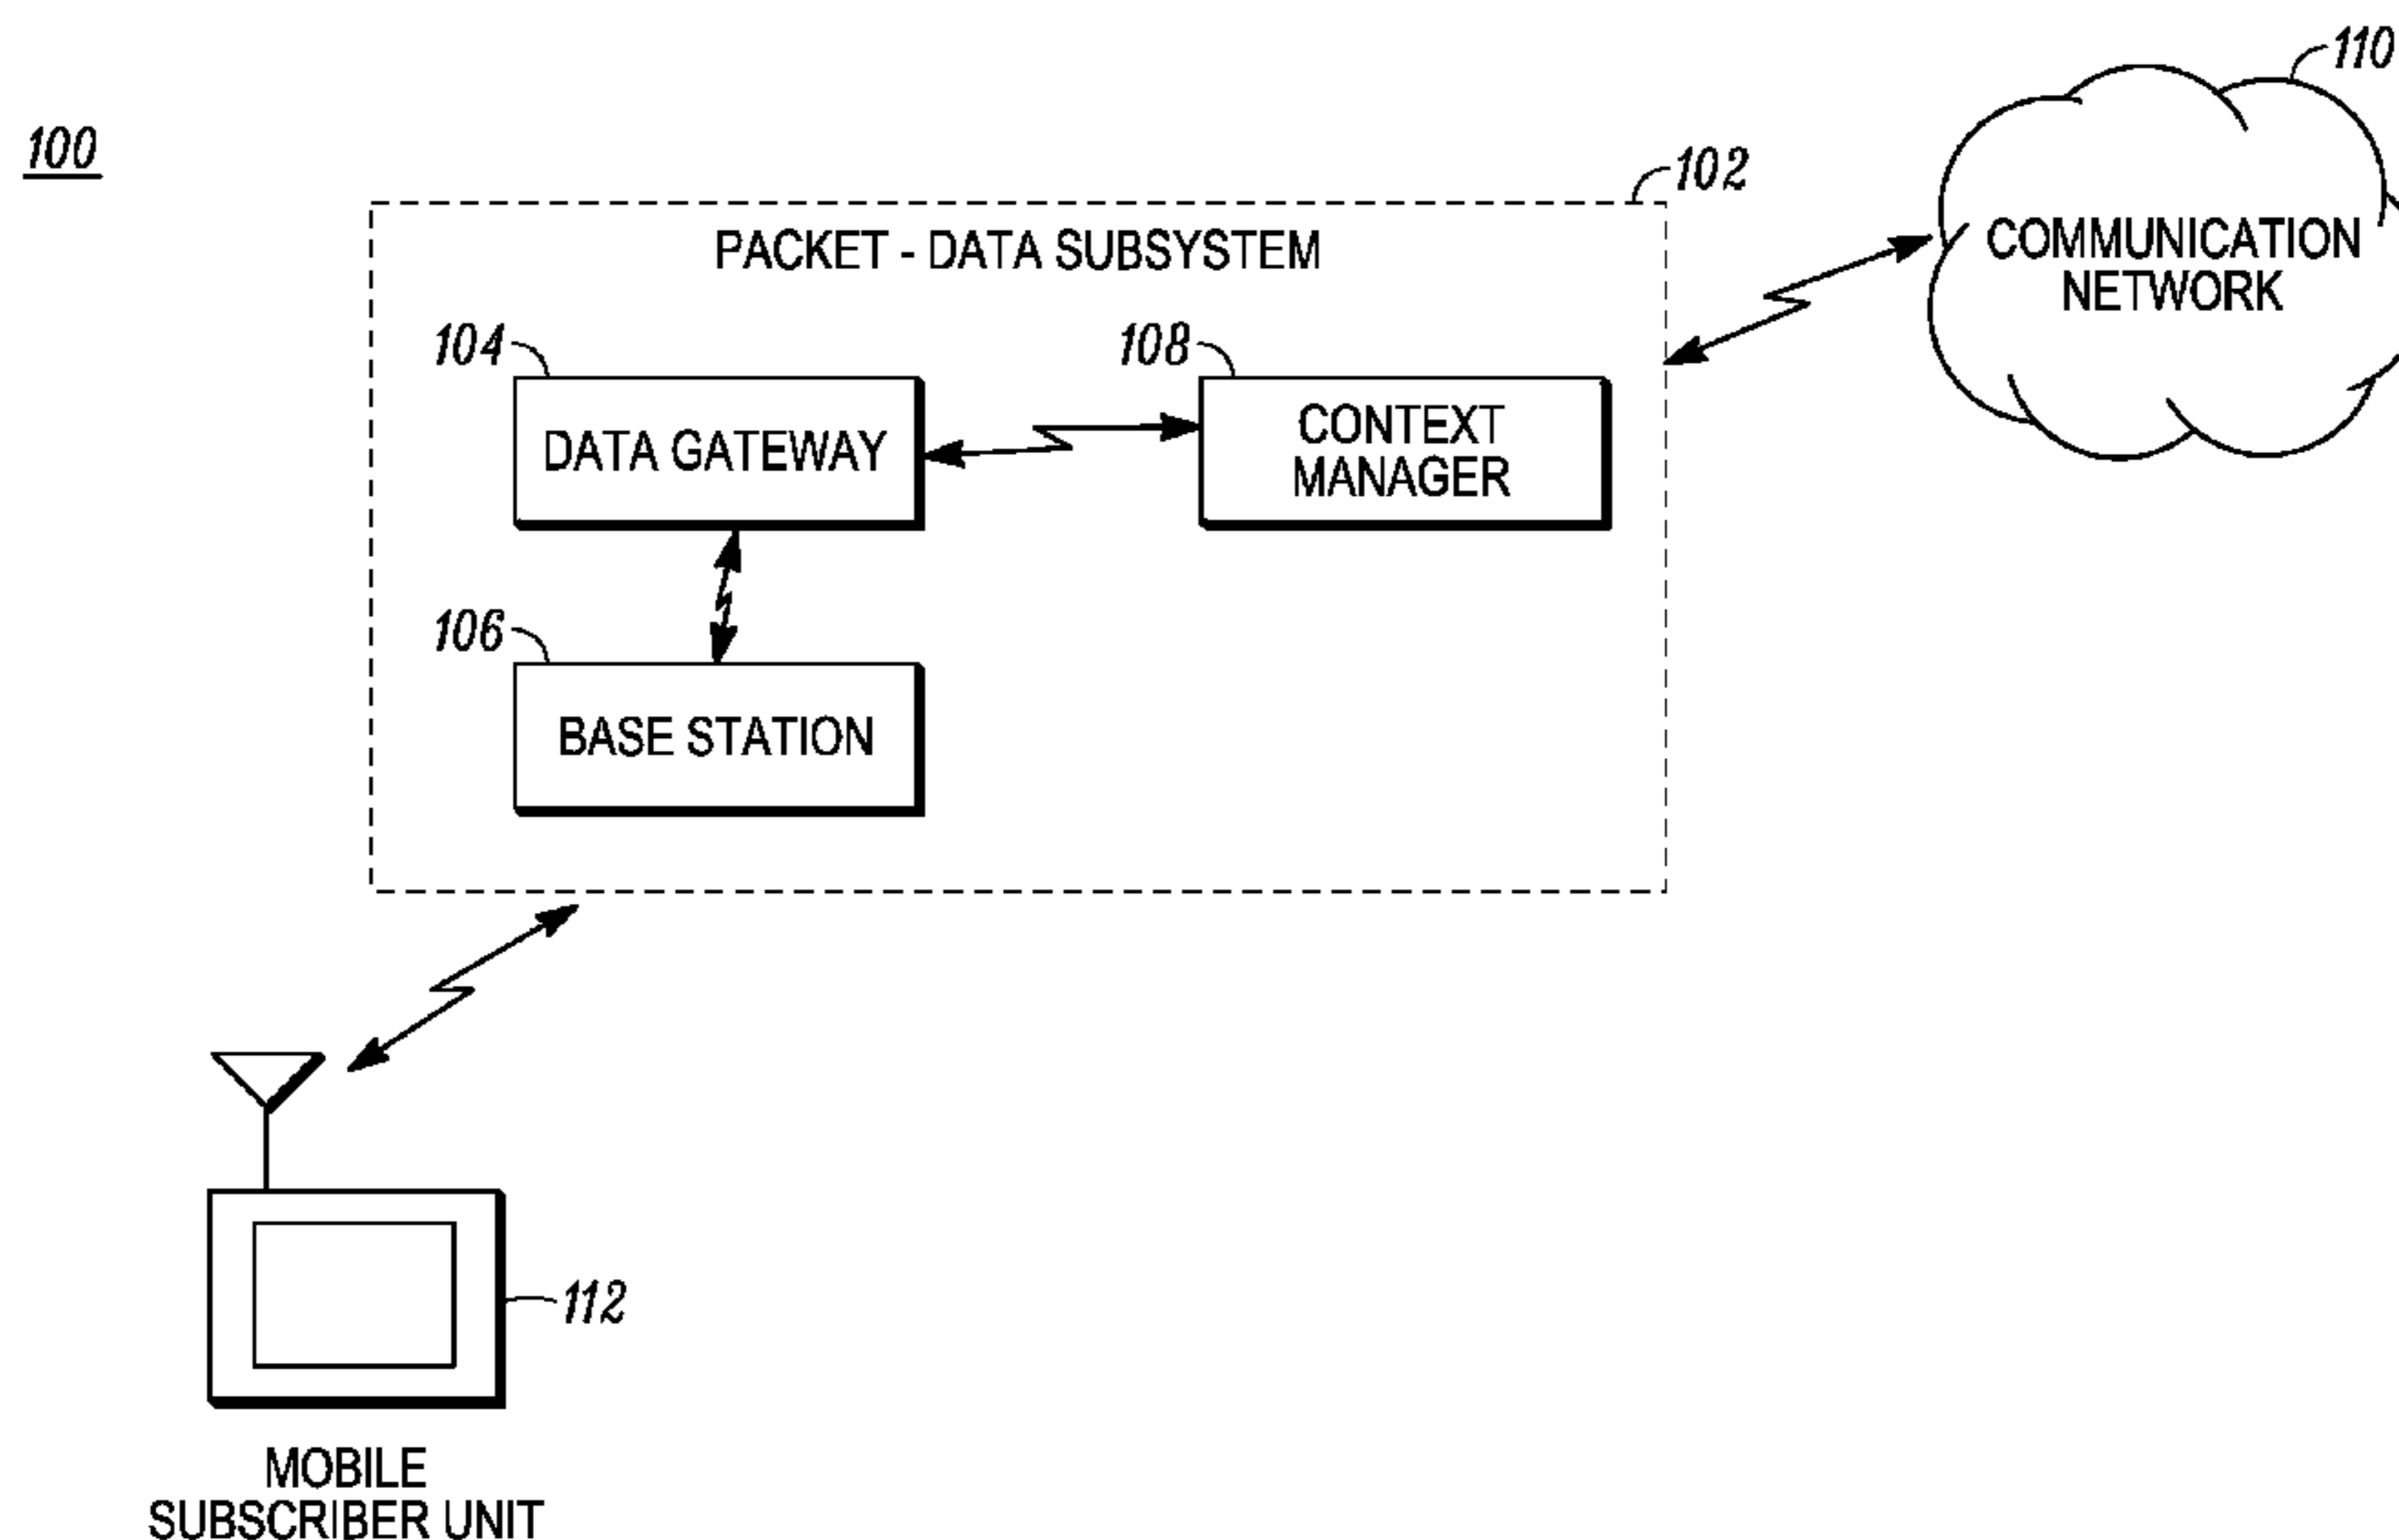 110
100
102
PACKET - DATA SUBSYSTEM
COMMUNICATION
NETWORK
104
108
DATA GATEWAY
CONTEXT
MANAGER
106
BASE STATION
112
MOBILE
SUBSCRIBER UNIT